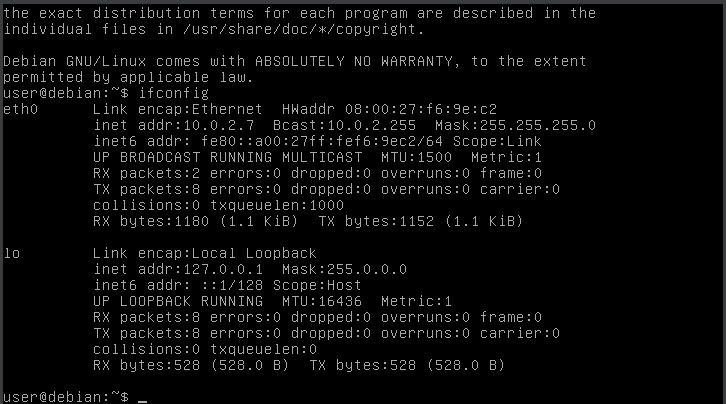 the exact distribution terms for each program are described in the
individual files in /usr/share/doc/*/copyright.
Debian GNU/Linux comes with ABSOLUTELY NO WARRANTY, to the extent
permitted by applicable law.
user@debian:~$ ifconfig
eth0      Link encap:Ethernet  HWaddr 08:00:27:f6:9e:c2
          inet addr:10.0.2.7  Bcast:10.0.2.255  Mask:255.255.255.0
          inet6 addr: fe80::a00:27ff:fef6:9ec2/64 Scope:Link
          UP BROADCAST RUNNING MULTICAST  MTU:1500  Metric:1
          RX packets:2 errors:0 dropped:0 overruns:0 frame:0
          TX packets:8 errors:0 dropped:0 overruns:0 carrier:0
          collisions:0 txqueuelen:1000
          RX bytes:1180 (1.1 KiB)  TX bytes:1152 (1.1 KiB)
lo        Link encap:Local Loopback
          inet addr:127.0.0.1  Mask:255.0.0.0
          inet6 addr: ::1/128 Scope:Host
          UP LOOPBACK RUNNING  MTU:16436  Metric:1
          RX packets:8 errors:0 dropped:0 overruns:0 frame:0
          TX packets:8 errors:0 dropped:0 overruns:0 carrier:0
          collisions:0 txqueuelen:0
          RX bytes:528 (528.0 B)  TX bytes:528 (528.0 B)
user@debian:~$ _